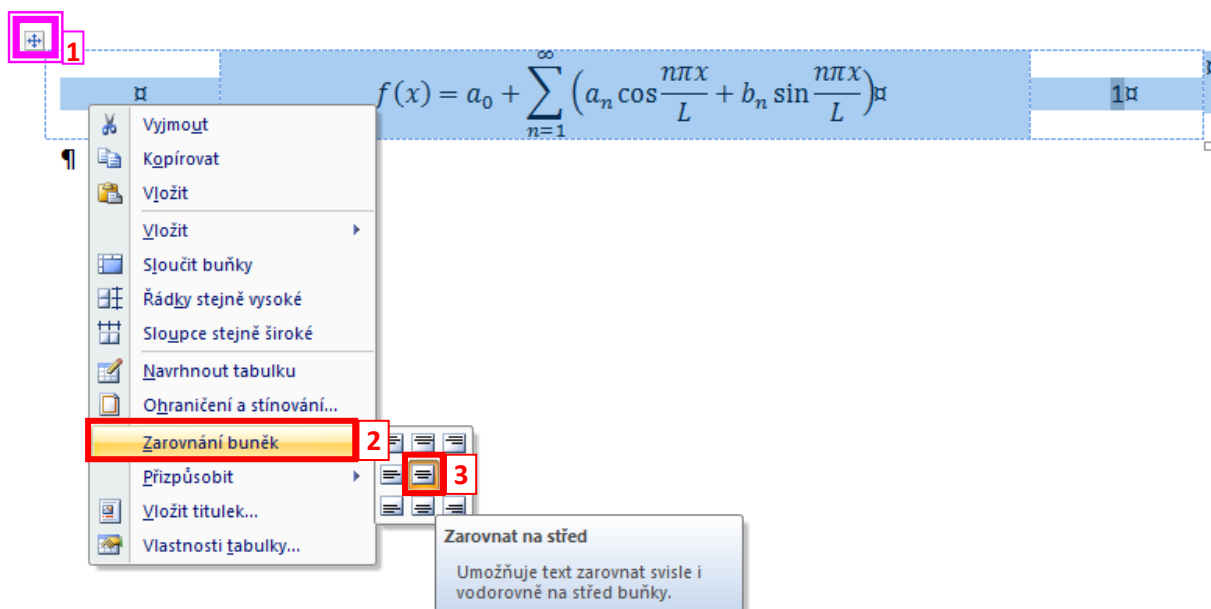 1
¤ f(x) = a₀ + ∑ₙ₌₁^∞ (aₙ cos nπx/L + bₙ sin nπx/L)¤ 1¤ ¤
¶
Vyjmout
Kopírovat
Vložit
Vložit
Sloučit buňky
Řádky stejně vysoké
Sloupce stejně široké
Navrhnout tabulku
Ohraničení a stínování...
Zarovnání buněk 2
Přizpůsobit 3
Vložit titulek...
Vlastnosti tabulky...
Zarovnat na střed
Umožňuje text zarovnat svisle i
vodorovně na střed buňky.